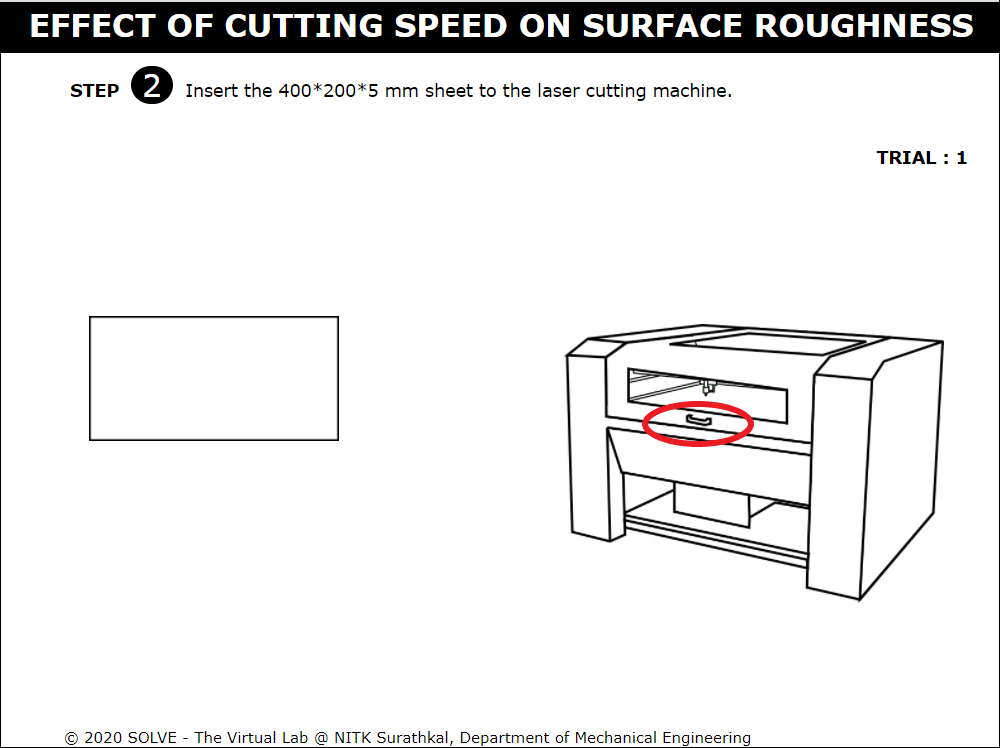 EFFECT OF CUTTING SPEED ON SURFACE ROUGHNESS
STEP 2 Insert the 400*200*5 mm sheet to the laser cutting machine.
TRIAL : 1
© 2020 SOLVE - The Virtual Lab @ NITK Surathkal, Department of Mechanical Engineering